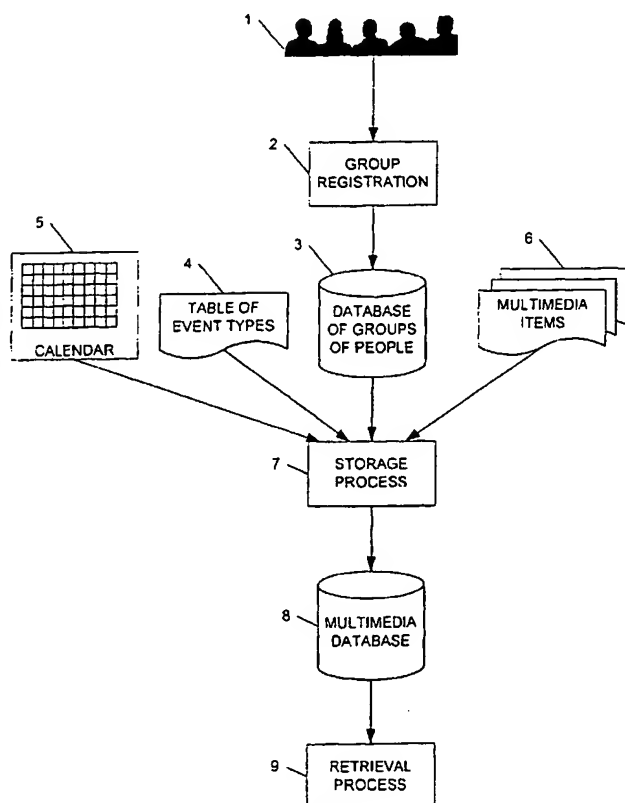 1
2
GROUP
REGISTRATION
5
4
3
6
CALENDAR
TABLE OF
EVENT TYPES
DATABASE
OF GROUPS
OF PEOPLE
MULTIMEDIA
ITEMS
7
STORAGE
PROCESS
8
MULTIMEDIA
DATABASE
9
RETRIEVAL
PROCESS